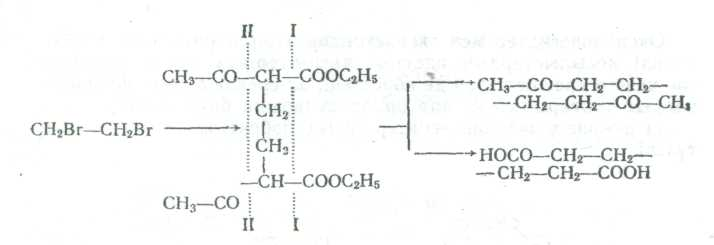 II I
CH₃—CO—CH—COOC₂H₅
CH₂
CH₂Br—CH₂Br
CH₂
—CH—COOC₂H₅
CH₃—CO
II I
CH₃—CO—CH₂—CH₂—
—CH₂—CH₂—CO—CH₃
HOCO—CH₂—CH₂—
—CH₂—CH₂—COOH